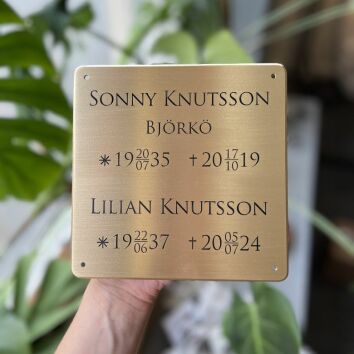 SONNY KNUTSSON
BJÖRKÖ
*19 20/07 35 †20 17/10 19
LILIAN KNUTSSON
*19 22/06 37 †20 05/07 24